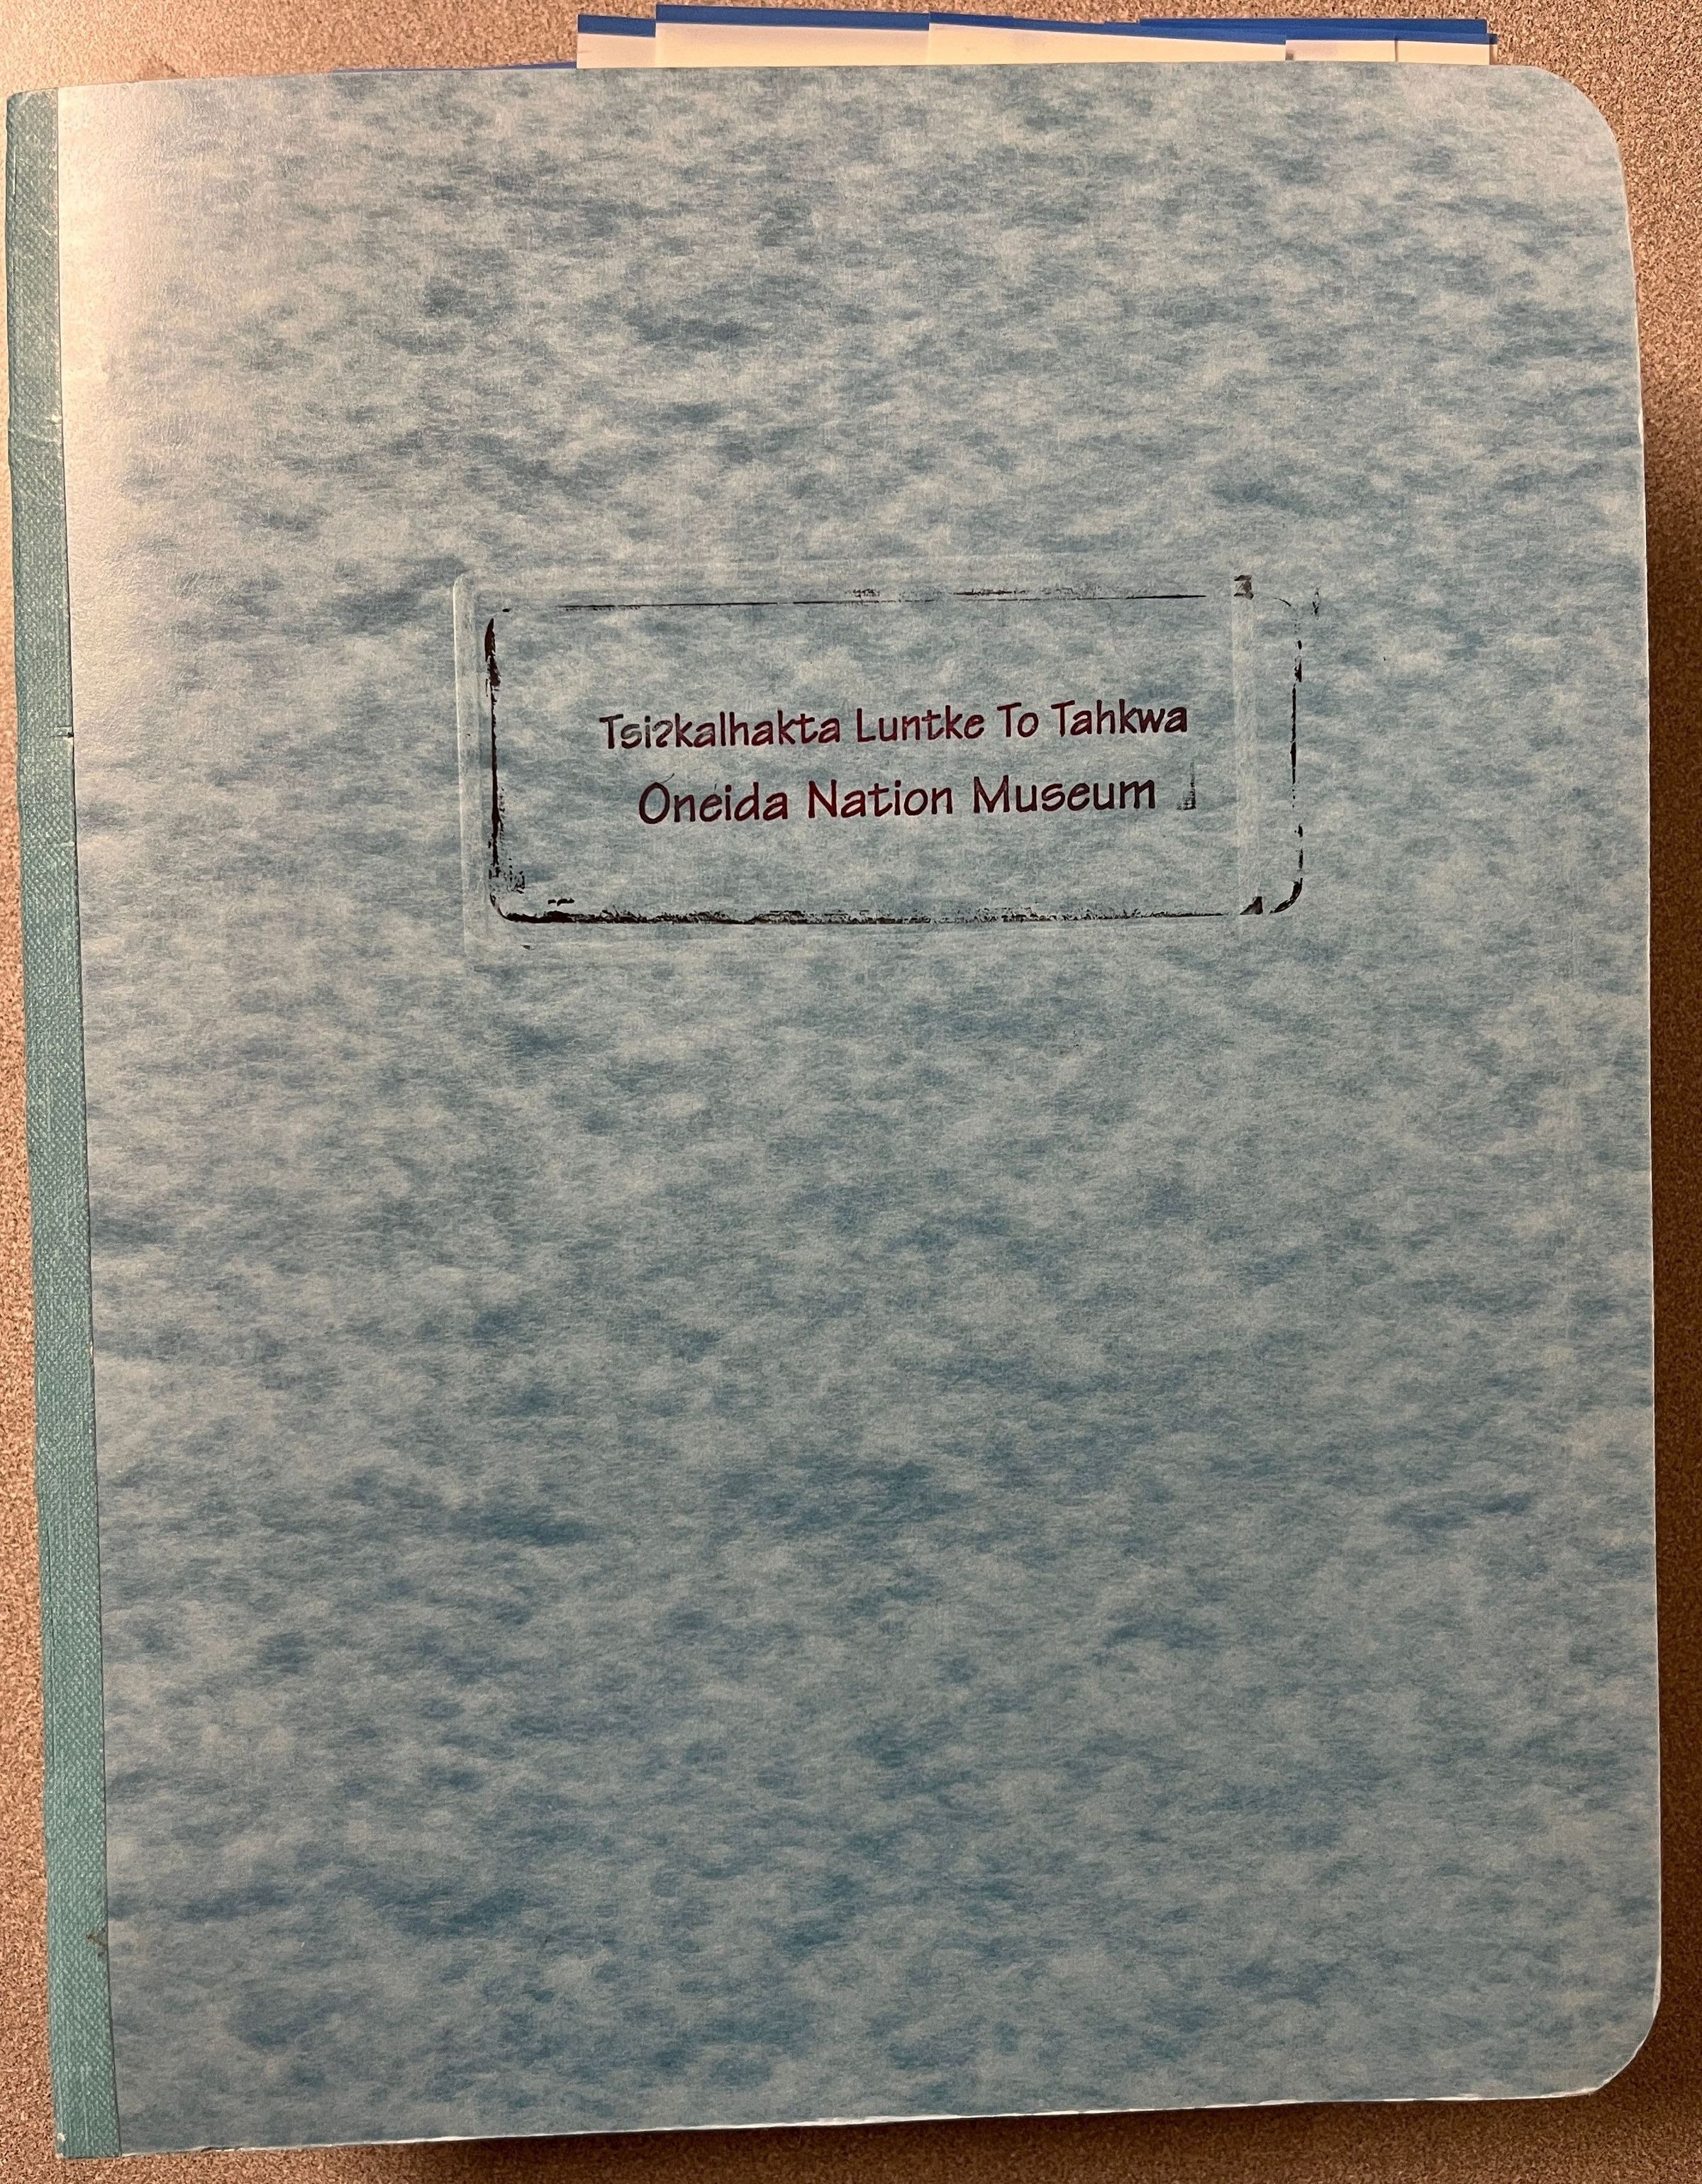 Tsiʔkalhakta Luntke To Tahkwa
Oneida Nation Museum